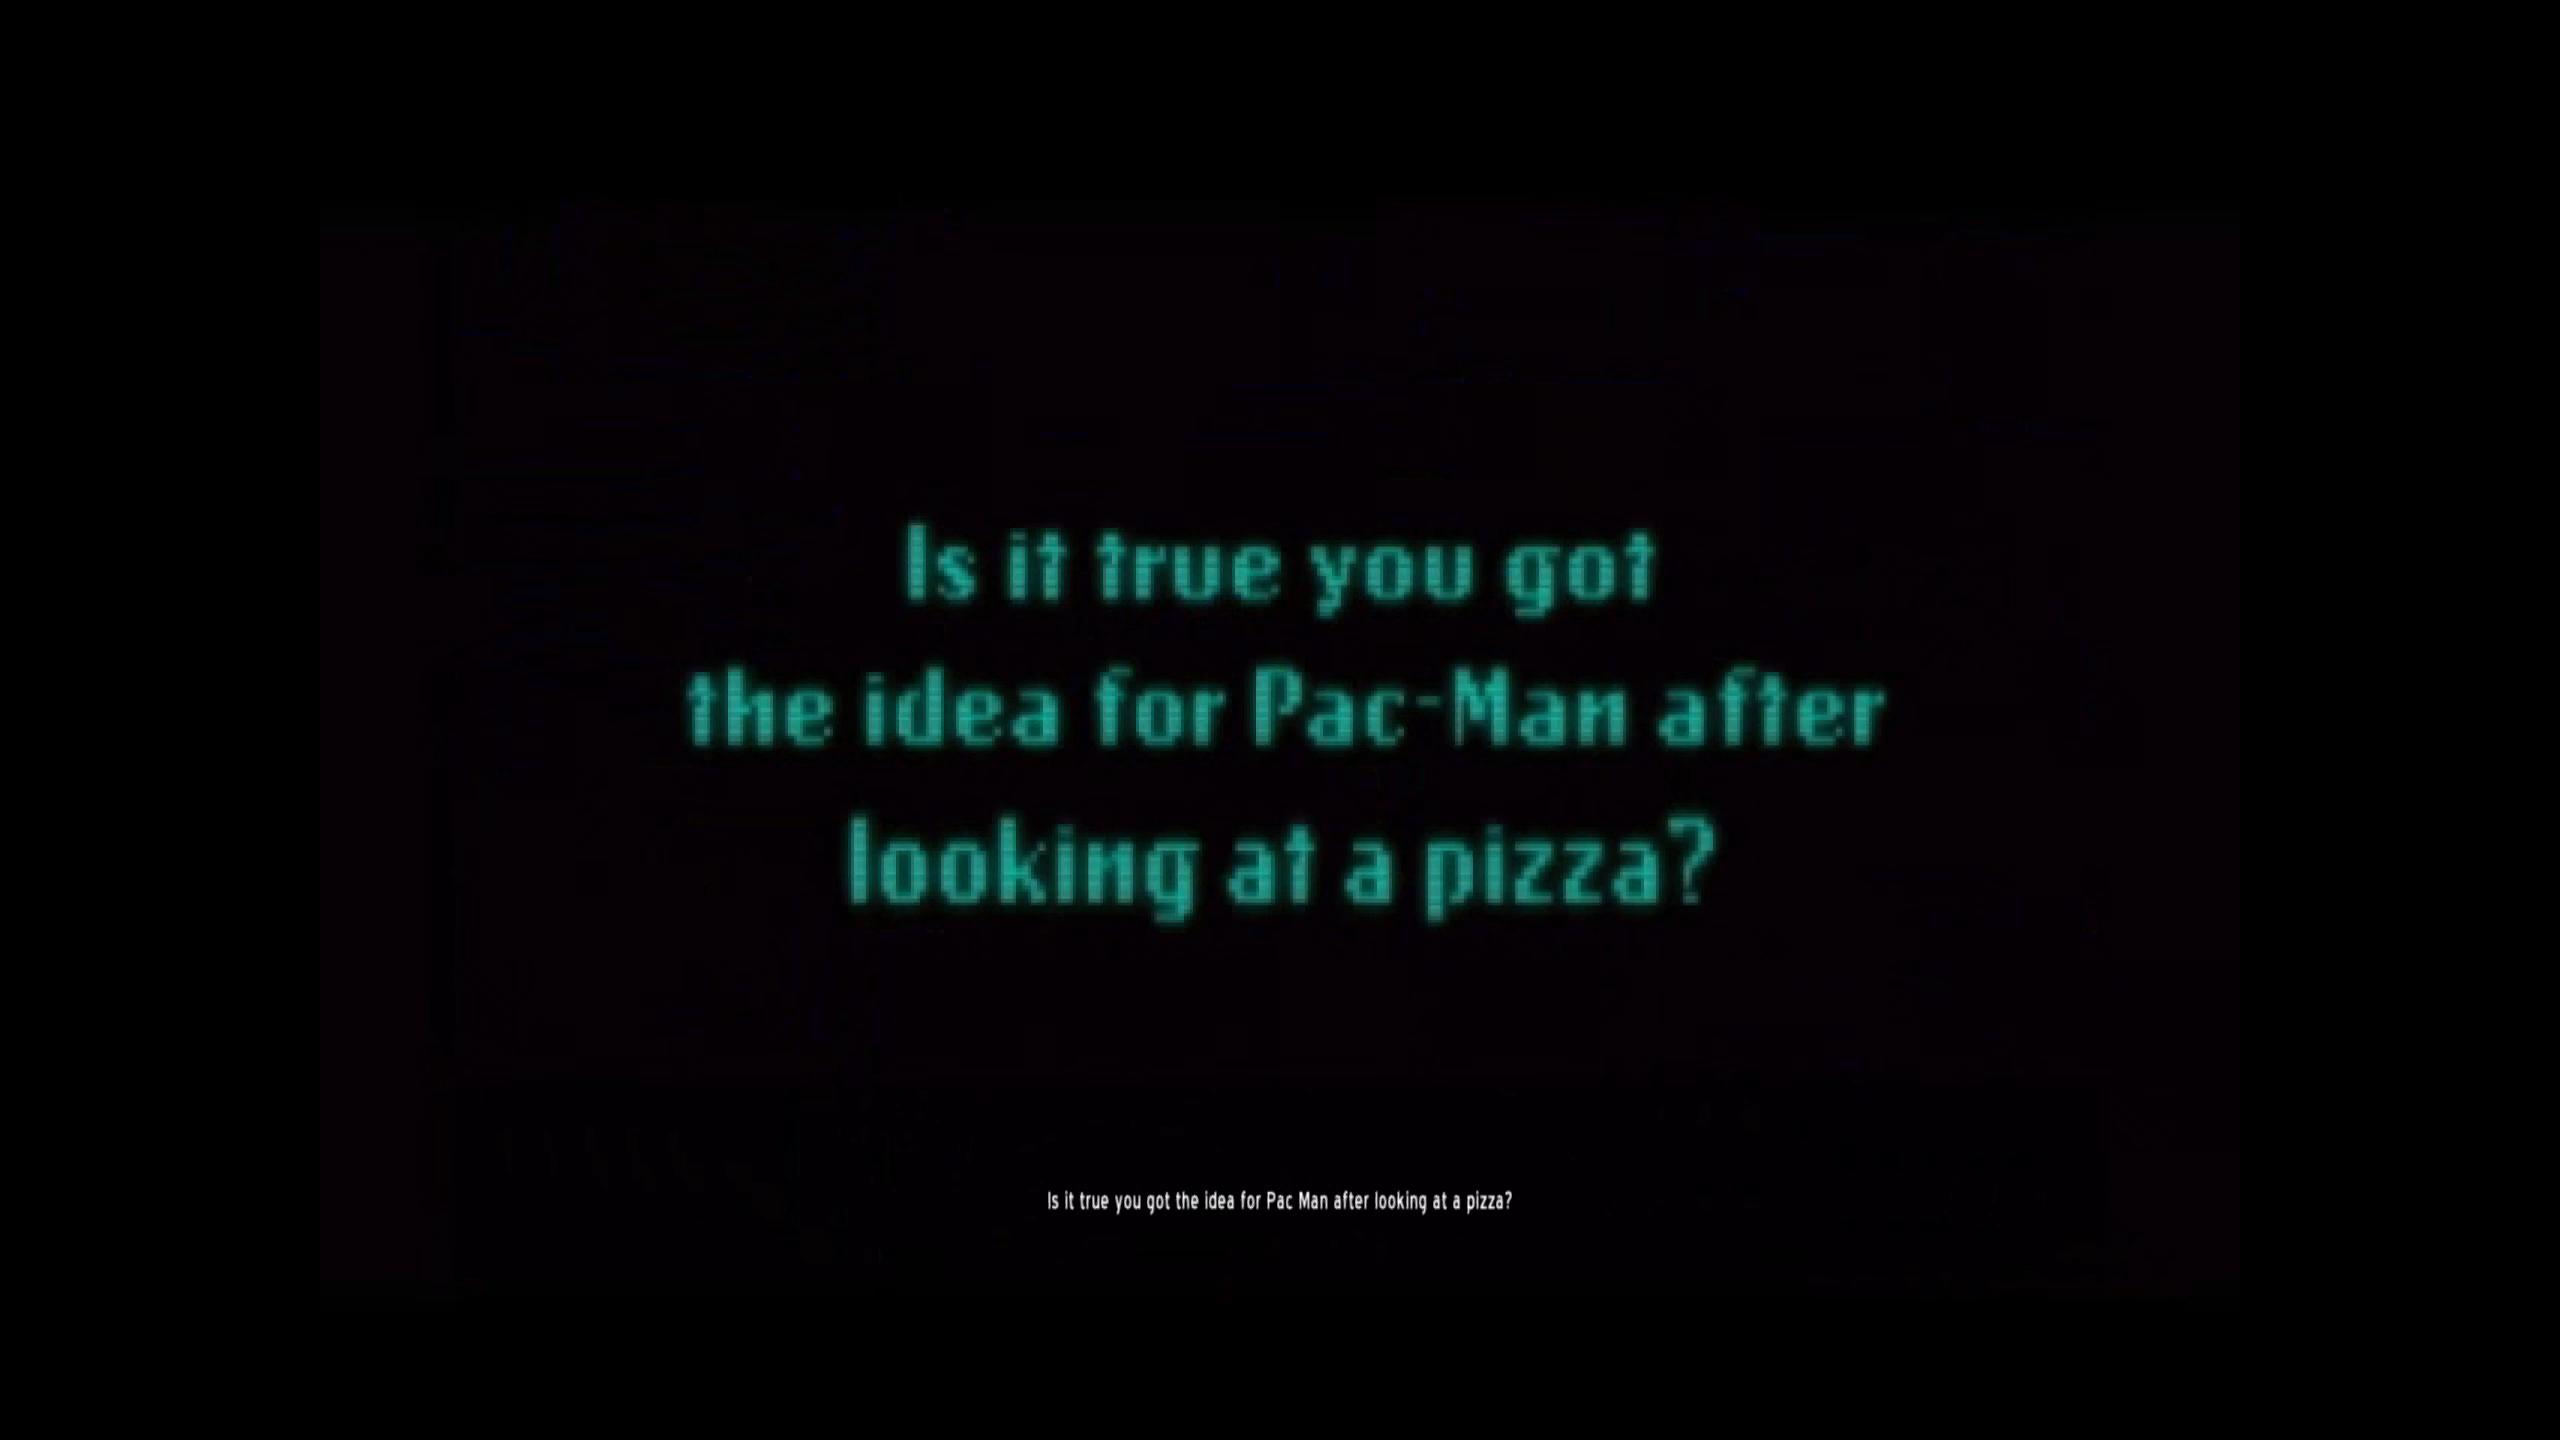 Is it true you got
the idea for Pac-Man after
looking at a pizza?
Is it true you got the idea for Pac Man after looking at a pizza?